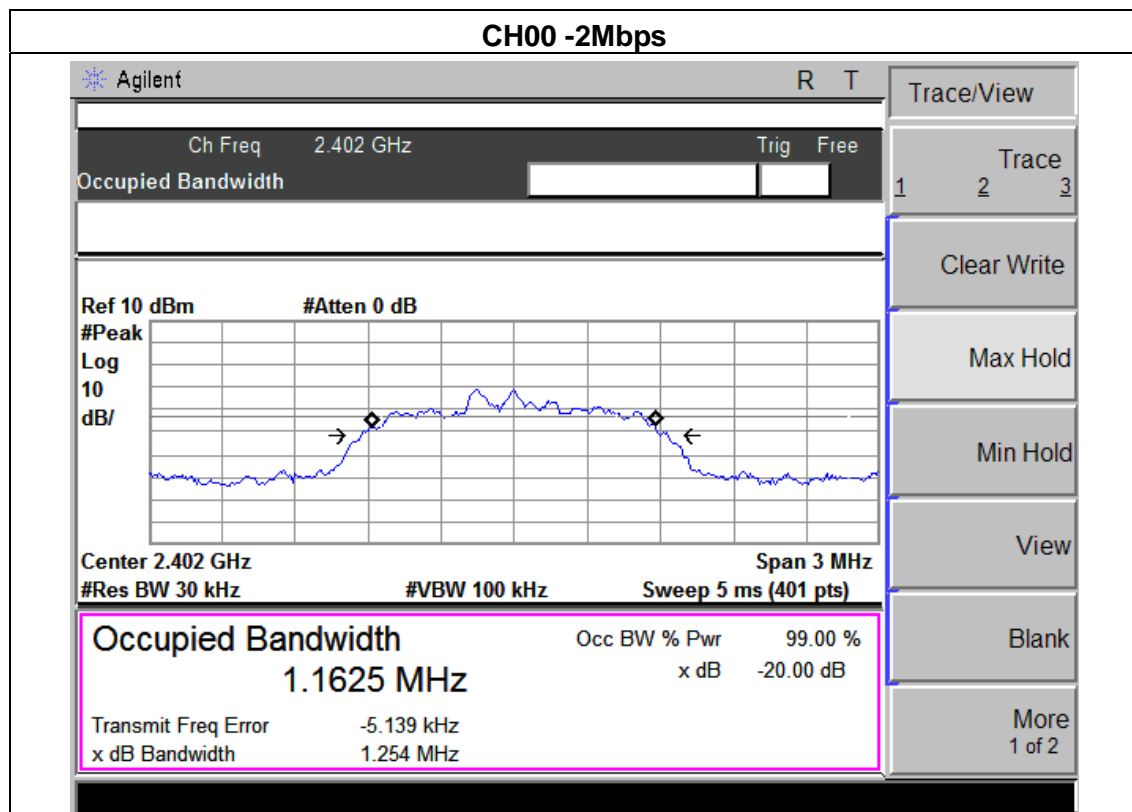 CH00 -2Mbps
Agilent R T
Ch Freq 2.402 GHz Trig Free
Occupied Bandwidth
Ref 10 dBm #Atten 0 dB
#Peak
Log
10
dB/
Center 2.402 GHz Span 3 MHz
#Res BW 30 kHz #VBW 100 kHz Sweep 5 ms (401 pts)
Occupied Bandwidth Occ BW % Pwr 99.00 %
1.1625 MHz x dB -20.00 dB
Transmit Freq Error -5.139 kHz
x dB Bandwidth 1.254 MHz
Trace/View
Trace
1 2 3
Clear Write
Max Hold
Min Hold
View
Blank
More
1 of 2